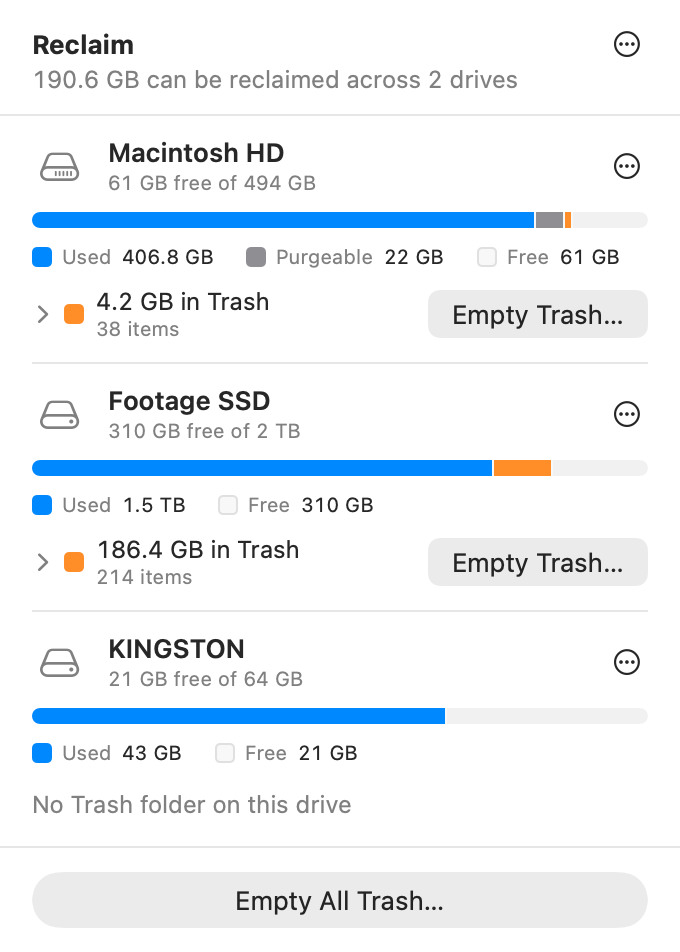 Reclaim
190.6 GB can be reclaimed across 2 drives
Macintosh HD
61 GB free of 494 GB
Used 406.8 GB Purgeable 22 GB Free 61 GB
4.2 GB in Trash
38 items
Empty Trash...
Footage SSD
310 GB free of 2 TB
Used 1.5 TB Free 310 GB
186.4 GB in Trash
214 items
Empty Trash...
KINGSTON
21 GB free of 64 GB
Used 43 GB Free 21 GB
No Trash folder on this drive
Empty All Trash...